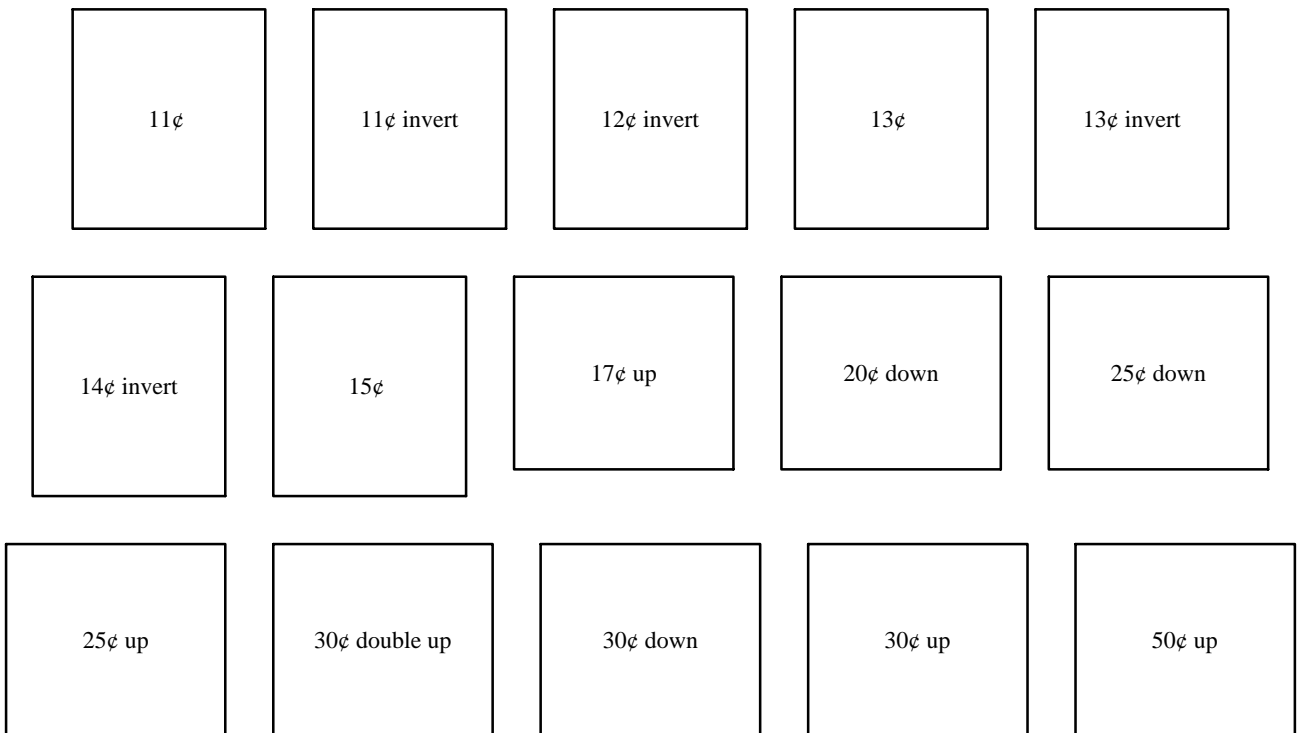 11¢
11¢ invert
12¢ invert
13¢
13¢ invert
14¢ invert
15¢
17¢ up
20¢ down
25¢ down
25¢ up
30¢ double up
30¢ down
30¢ up
50¢ up